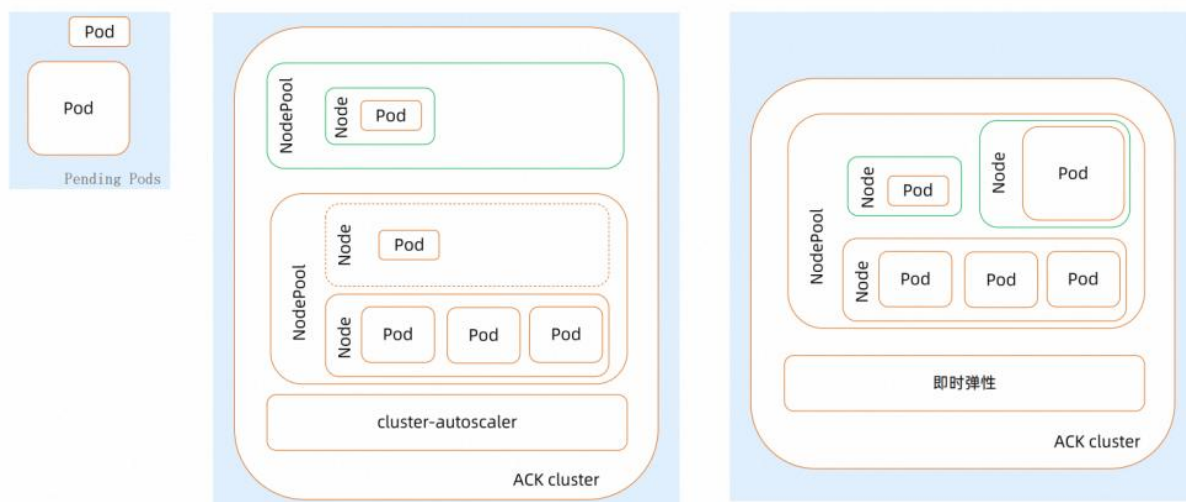 Pod
Pod
Pending Pods
NodePool
Node
Pod
NodePool
Node
Pod
Node
Pod
Pod
Pod
cluster-autoscaler
ACK cluster
NodePool
Node
Pod
Node
Pod
Node
Pod
Pod
Pod
即时弹性
ACK cluster